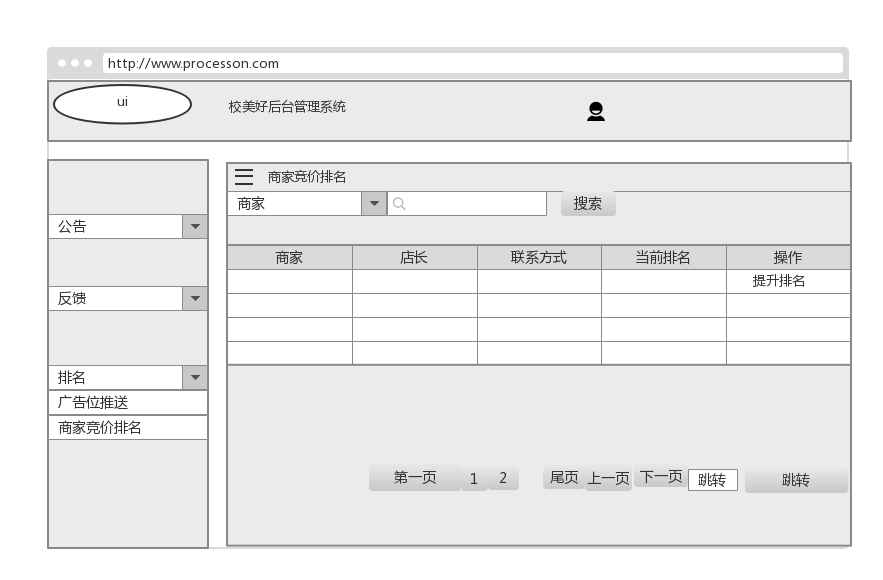 http://www.processon.com
ui
校美好后台管理系统
公告
反馈
排名
广告位推送
商家竞价排名
商家竞价排名
商家
搜索
商家 店长 联系方式 当前排名 操作
提升排名
第一页 1 2 尾页 上一页 下一页 跳转 跳转